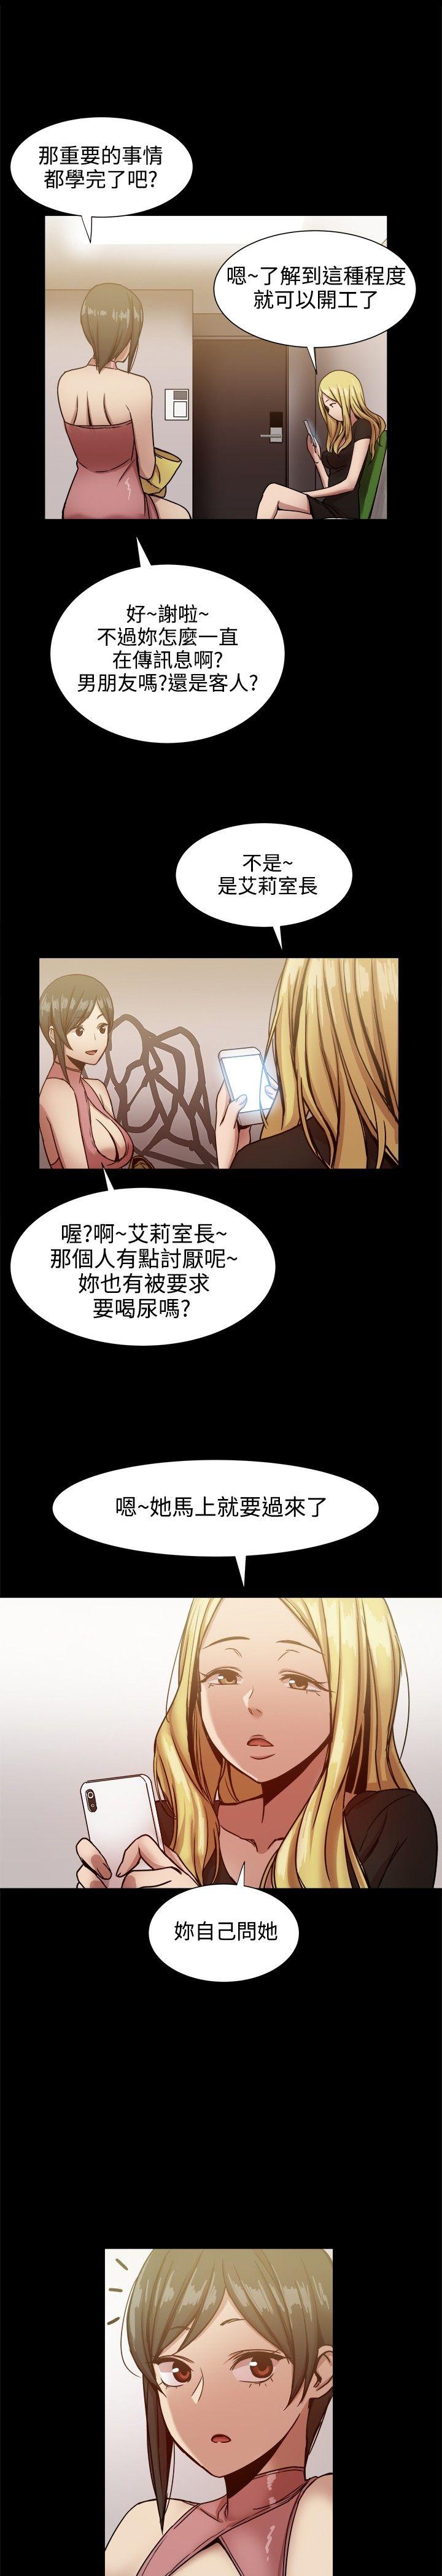 那重要的事情
都學完了吧?
嗯~了解到這種程度
就可以開工了
好~謝啦~
不過妳怎麼一直
在傳訊息啊?
男朋友嗎?還是客人?
不是~
是艾莉室長
喔?啊~艾莉室長~
那個人有點討厭呢~
妳也有被要求
要喝尿嗎?
嗯~她馬上就要過來了
妳自己問她